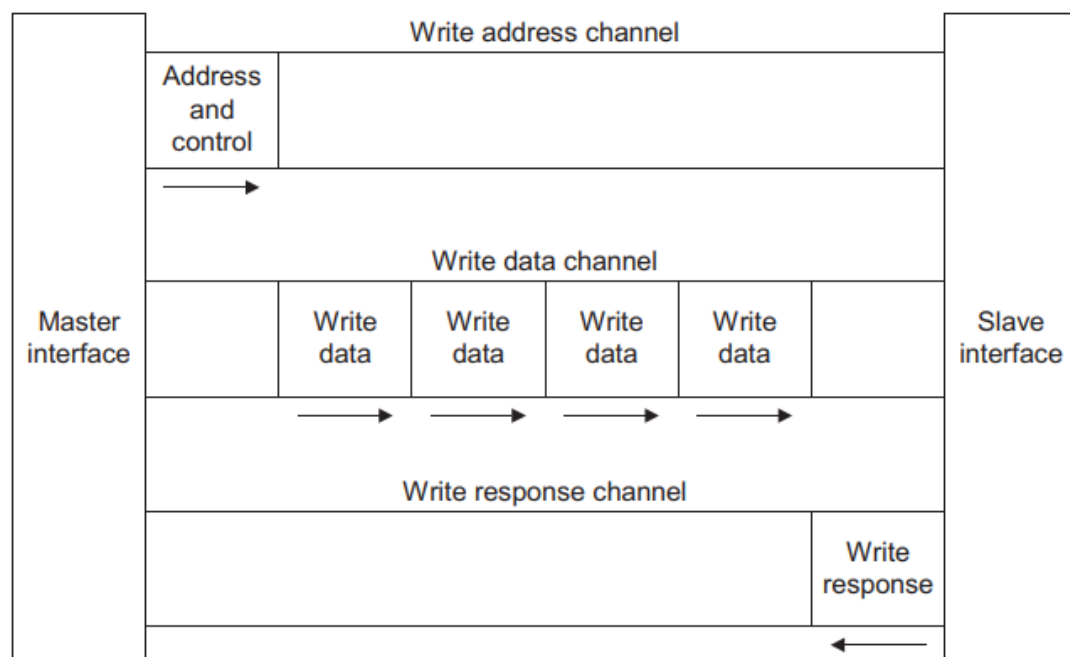 Write address channel
Address
and
control
Write data channel
Master
interface
Write
data
Write
data
Write
data
Write
data
Slave
interface
Write response channel
Write
response